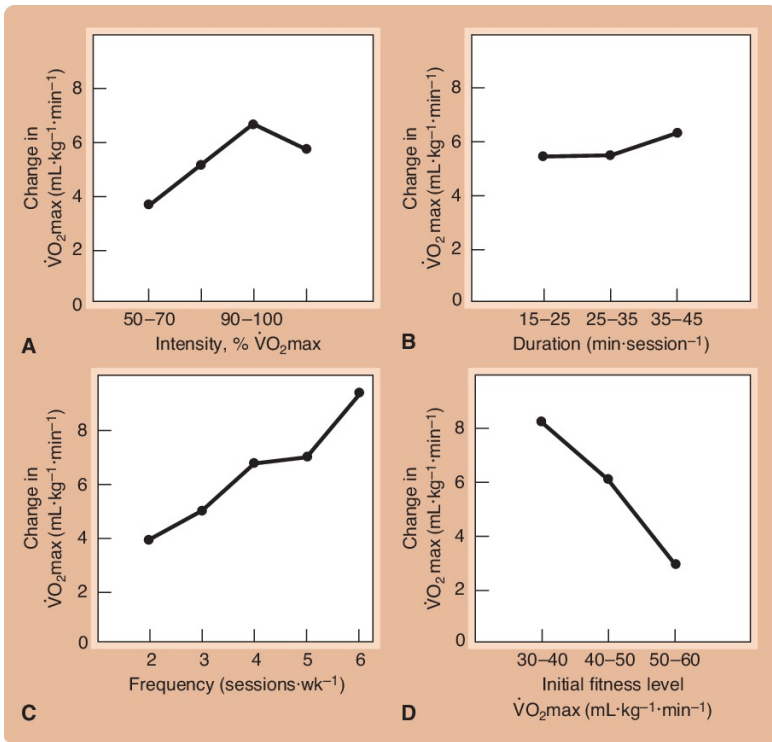 Change in
V̇O₂max (mL·kg⁻¹·min⁻¹)
8
6
4
2
0
50–70 90–100
Intensity, % V̇O₂max
A
Change in
V̇O₂ max (mL·kg⁻¹·min⁻¹)
8
6
4
2
0
15–25 25–35 35–45
Duration (min·session⁻¹)
B
Change in
V̇O₂max (mL·kg⁻¹·min⁻¹)
8
6
4
2
0
2 3 4 5 6
Frequency (sessions·wk⁻¹)
C
Change in
V̇O₂ max (mL·kg⁻¹·min⁻¹)
8
6
4
2
0
30–40 40–50 50–60
Initial fitness level
V̇O₂max (mL·kg⁻¹·min⁻¹)
D